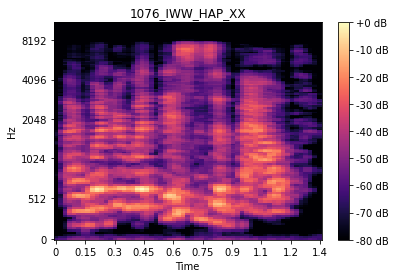 1076_IWW_HAP_XX
+0 dB
8192
-10 dB
4096
-20 dB
-30 dB
2048
Hz
-40 dB
1024
-50 dB
512
-60 dB
-70 dB
0
-80 dB
0 0.15 0.3 0.45 0.6 0.75 0.9 1.1 1.2 1.4
Time